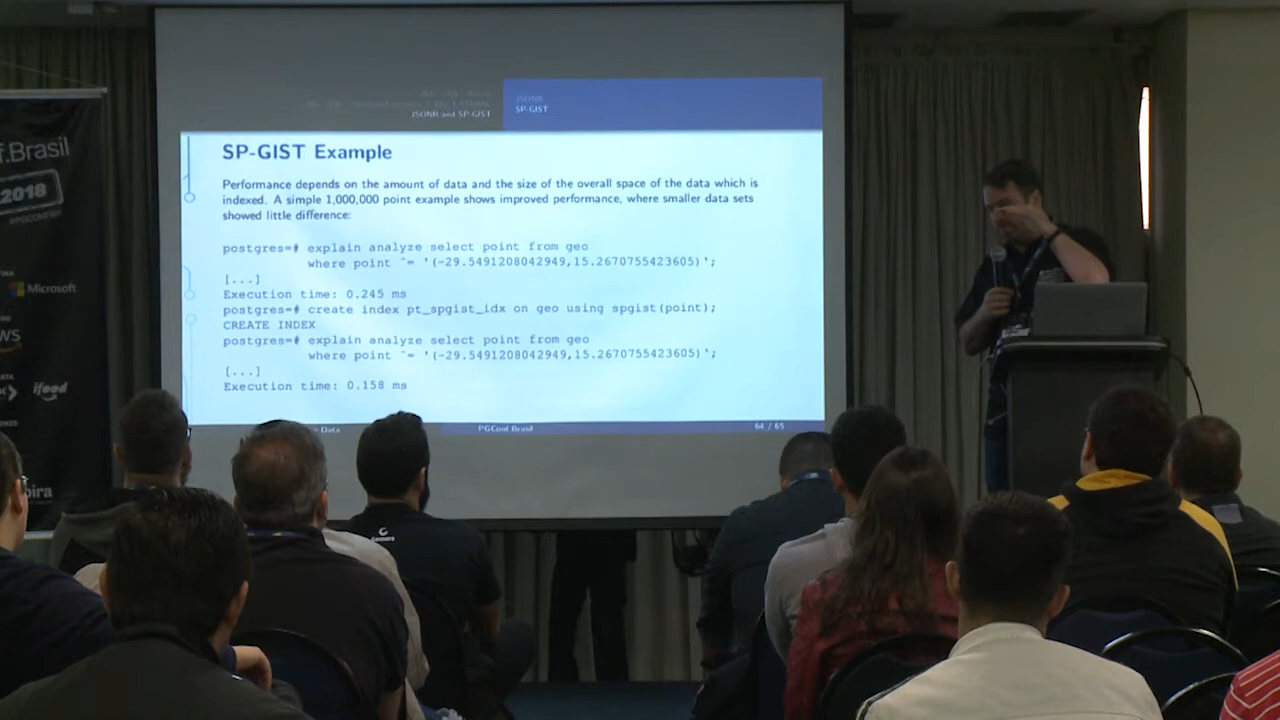 f.Brasil
2018
#PGCONFBR
Microsoft
WS
ifood
pira
JSONB and SP-GIST
JSONB
SP-GIST
SP-GIST Example
Performance depends on the amount of data and the size of the overall space of the data which is
indexed. A simple 1,000,000 point example shows improved performance, where smaller data sets
showed little difference:
postgres=# explain analyze select point from geo
where point ~= '(-29.5491208042949,15.2670755423605)';
[...]
Execution time: 0.245 ms
postgres=# create index pt_spgist_idx on geo using spgist(point);
CREATE INDEX
postgres=# explain analyze select point from geo
where point ~= '(-29.5491208042949,15.2670755423605)';
[...]
Execution time: 0.158 ms
Data
PGConf.Brasil
64 / 65